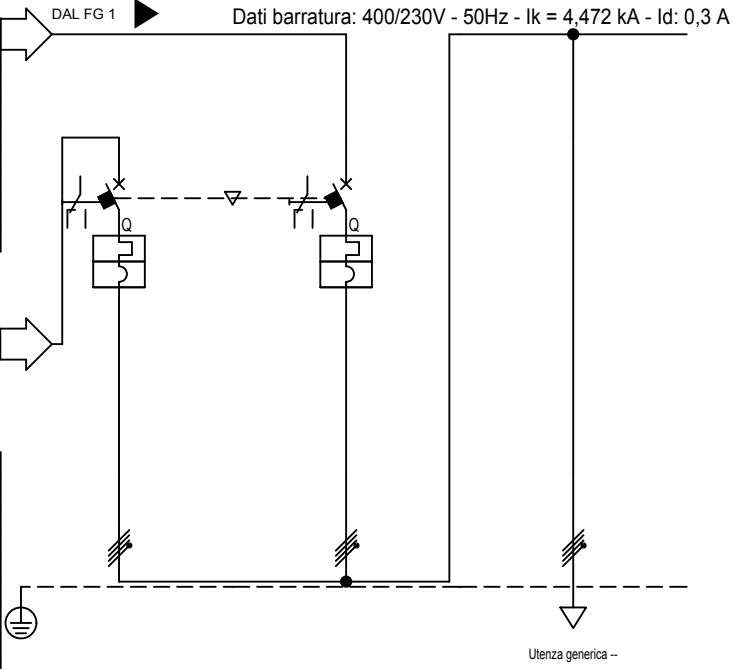 DAL FG 1
Dati barratura: 400/230V - 50Hz - Ik = 4,472 kA - Id: 0,3 A
Q
Q
Utenza generica --